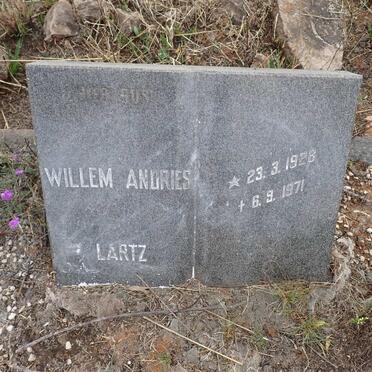 WILLEM ANDRIES
LARTZ
* 23. 3. 1928
+ 6. 9. 1971